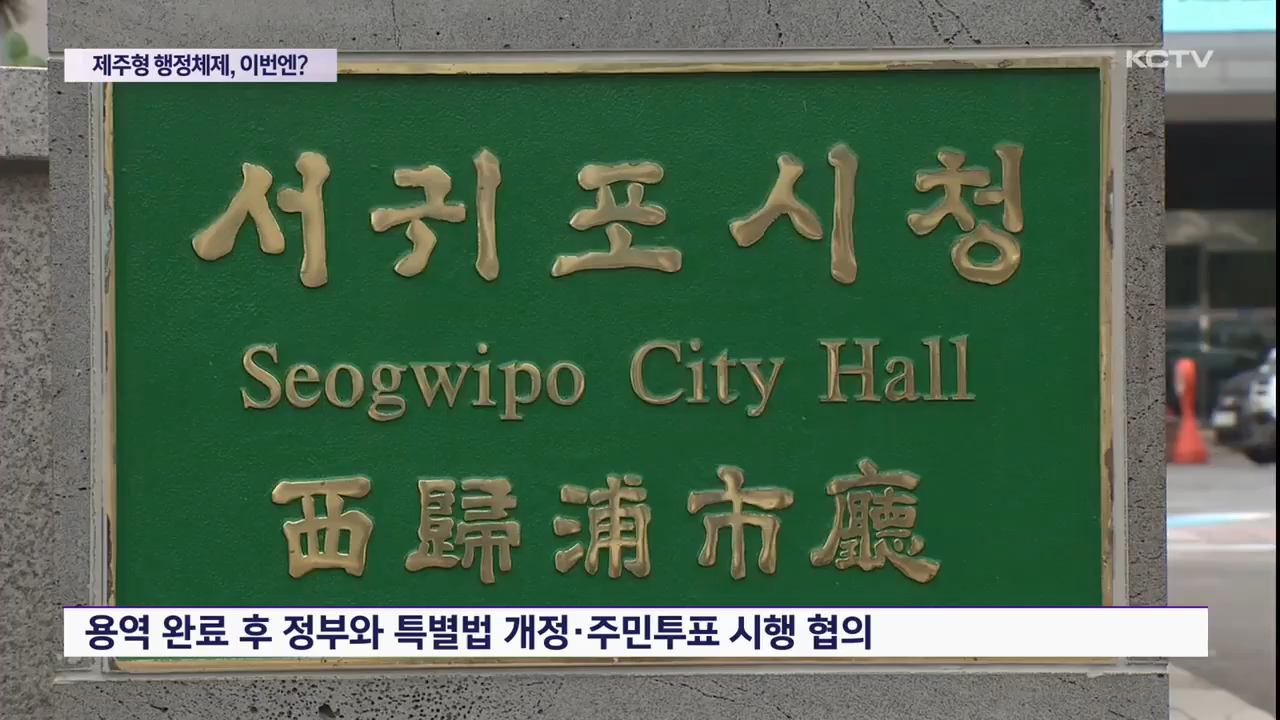 제주형 행정체제, 이번엔?
KCTV
서귀포시청
Seogwipo City Hall
西歸浦市廳
용역 완료 후 정부와 특별법 개정·주민투표 시행 협의